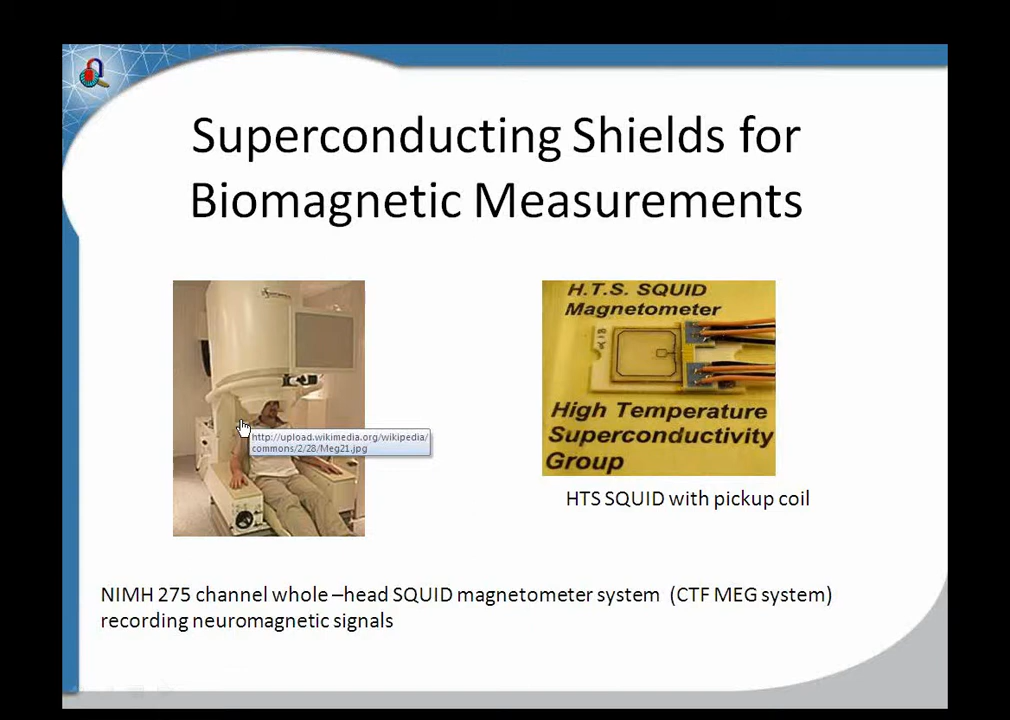 Superconducting Shields for
Biomagnetic Measurements
H.T.S. SQUID
Magnetometer
High Temperature
Superconductivity
Group
http://upload.wikimedia.org/wikipedia/
commons/2/28/Meg21.jpg
HTS SQUID with pickup coil
NIMH 275 channel whole –head SQUID magnetometer system (CTF MEG system)
recording neuromagnetic signals